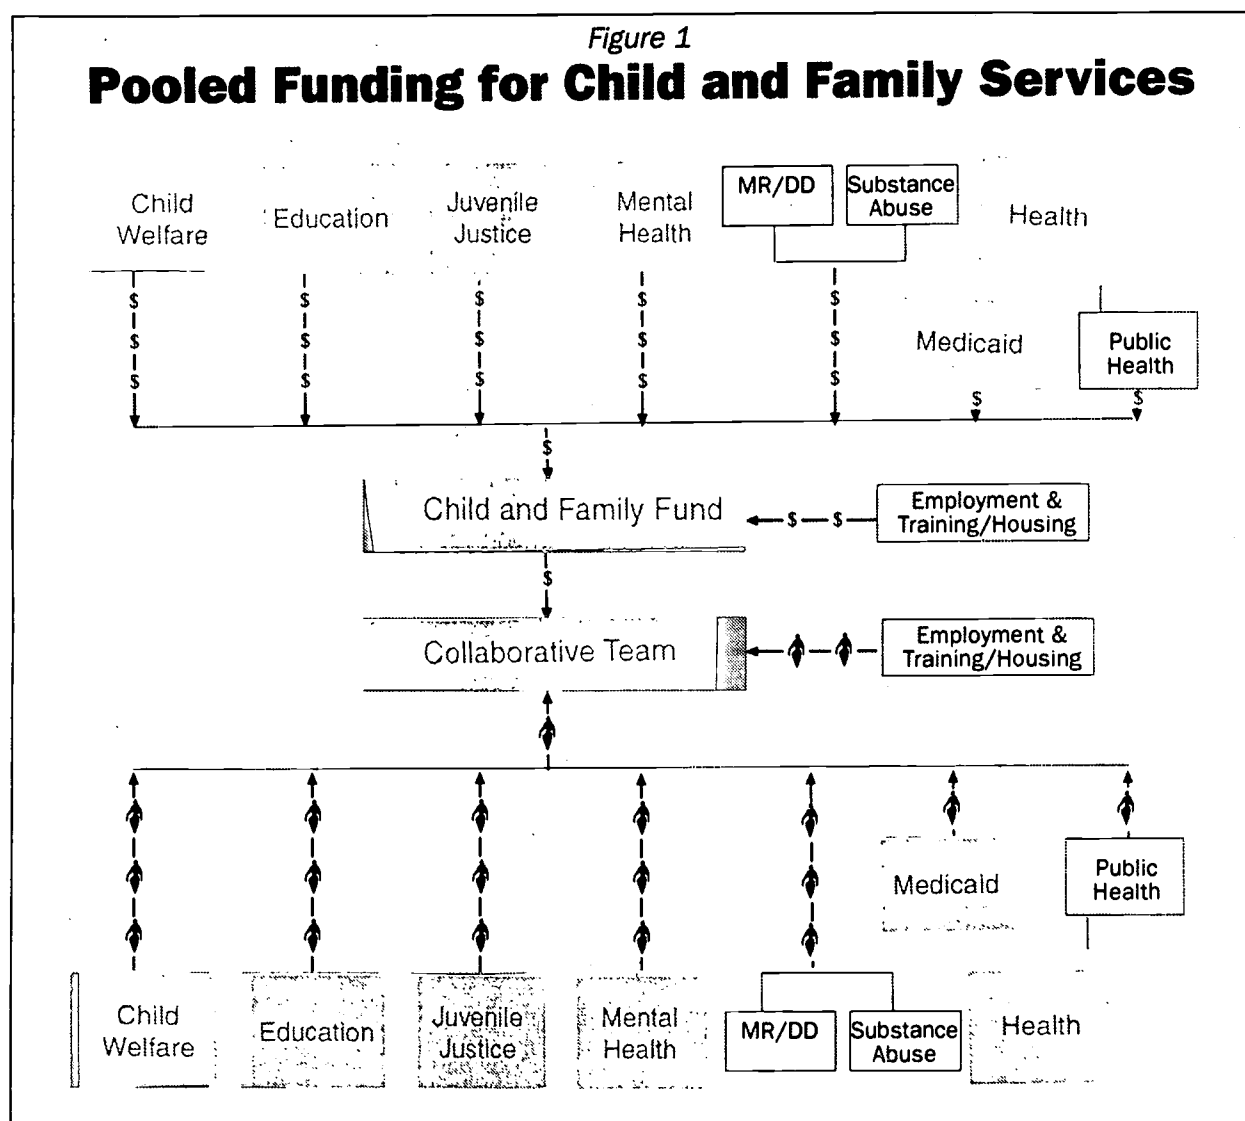 Figure 1
Pooled Funding for Child and Family Services
Child
Welfare
Education
Juvenile
Justice
Mental
Health
MR/DD
Substance
Abuse
Health
$ $ $ $ $
$ $ $ $ $
Medicaid
Public
Health
$ $ $ $ $
$ $
$
Child and Family Fund
$ $
Employment &
Training/Housing
$
Collaborative Team
Employment &
Training/Housing
Medicaid
Public
Health
Child
Welfare
Education
Juvenile
Justice
Mental
Health
MR/DD
Substance
Abuse
Health